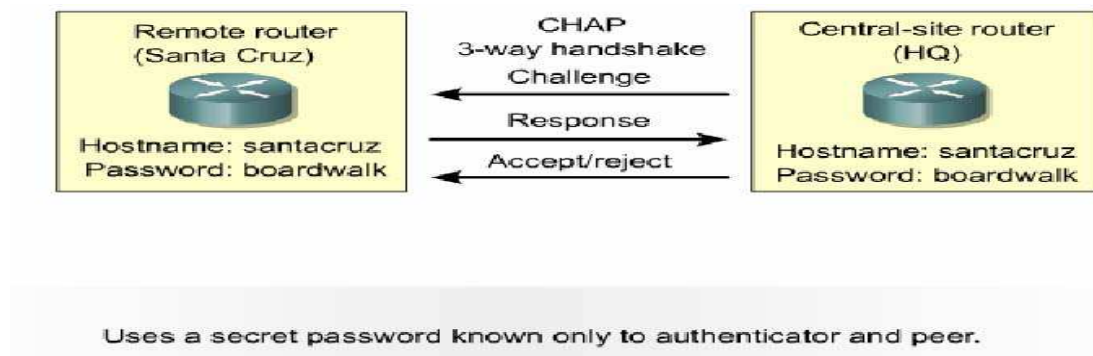 Remote router
(Santa Cruz)
Hostname: santacruz
Password: boardwalk
CHAP
3-way handshake
Challenge
Response
Accept/reject
Central-site router
(HQ)
Hostname: santacruz
Password: boardwalk
Uses a secret password known only to authenticator and peer.